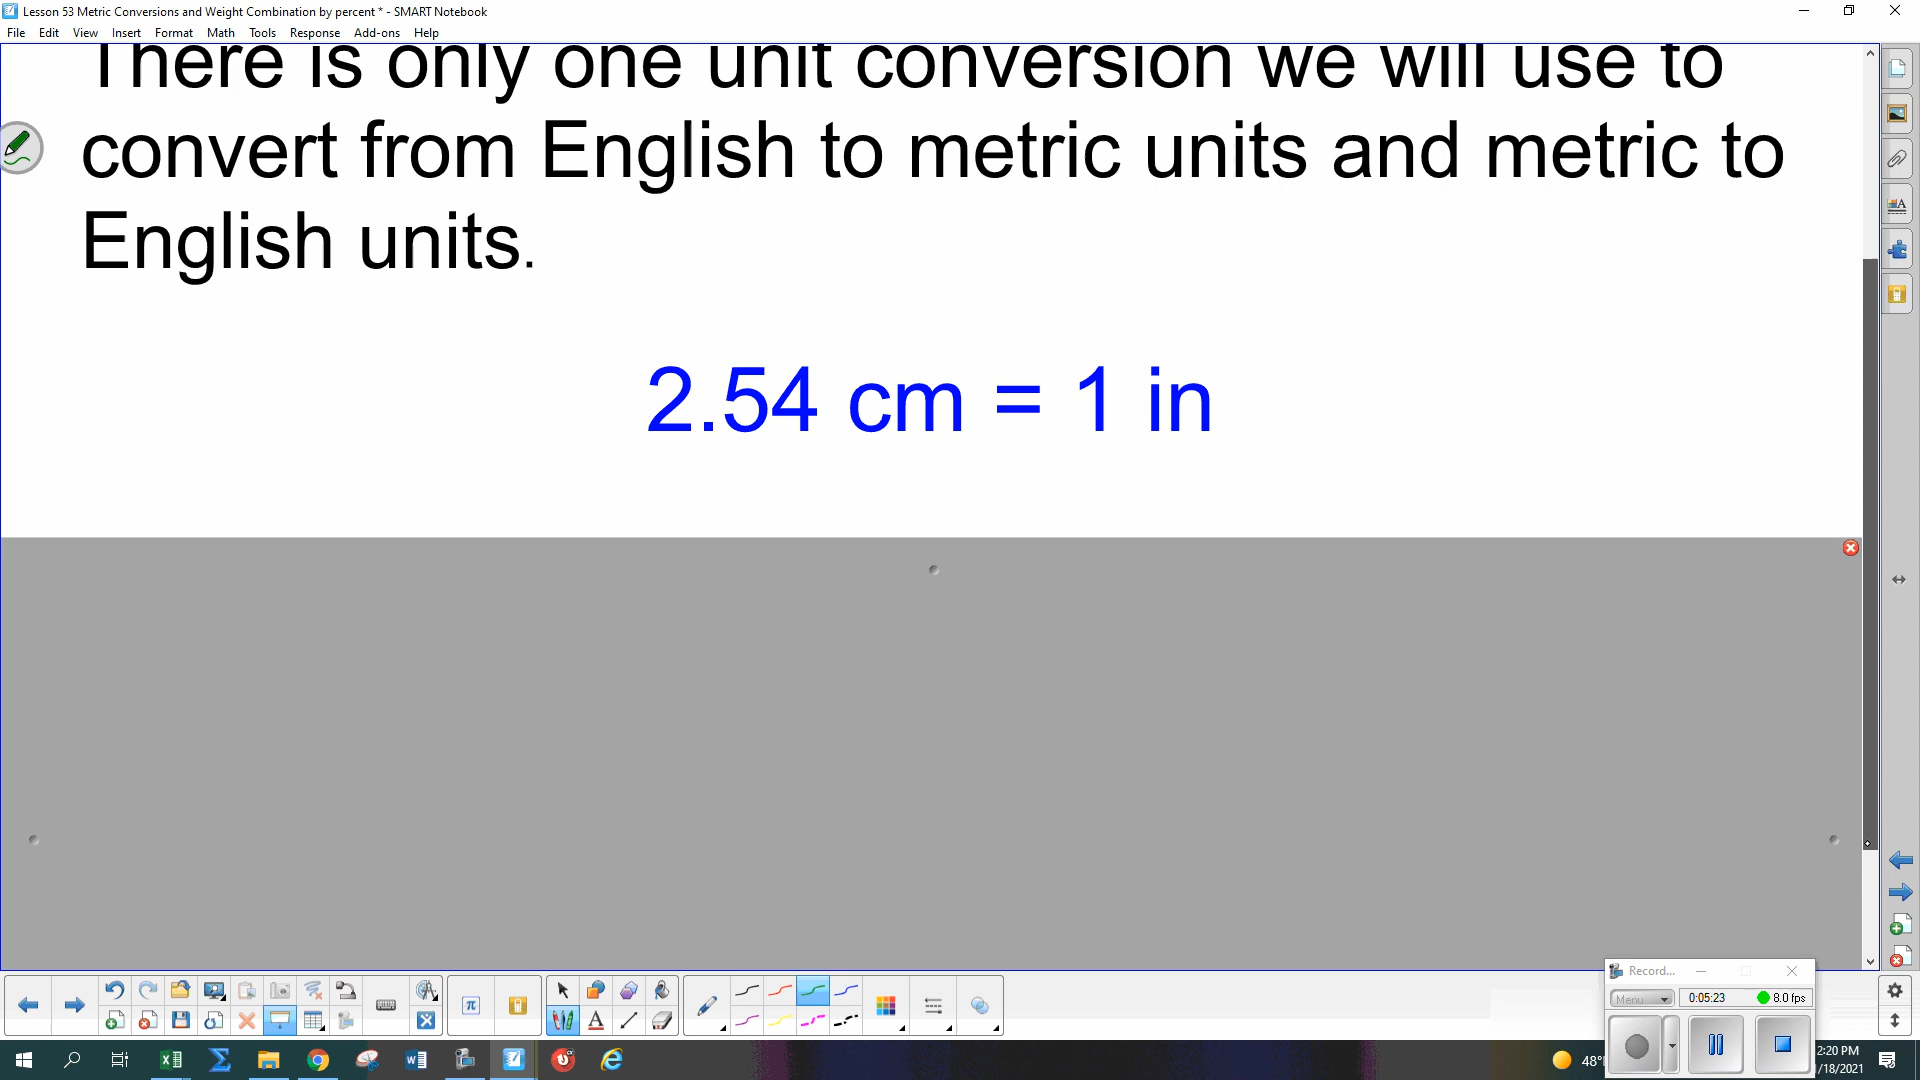 Lesson 53 Metric Conversions and Weight Combination by percent * - SMART Notebook
File Edit View Insert Format Math Tools Response Add-ons Help
There is only one unit conversion we will use to
convert from English to metric units and metric to
English units.
2.54 cm = 1 in
Record...
Menu 0:05:23 8.0 fps
48°
2:20 PM
/18/2021